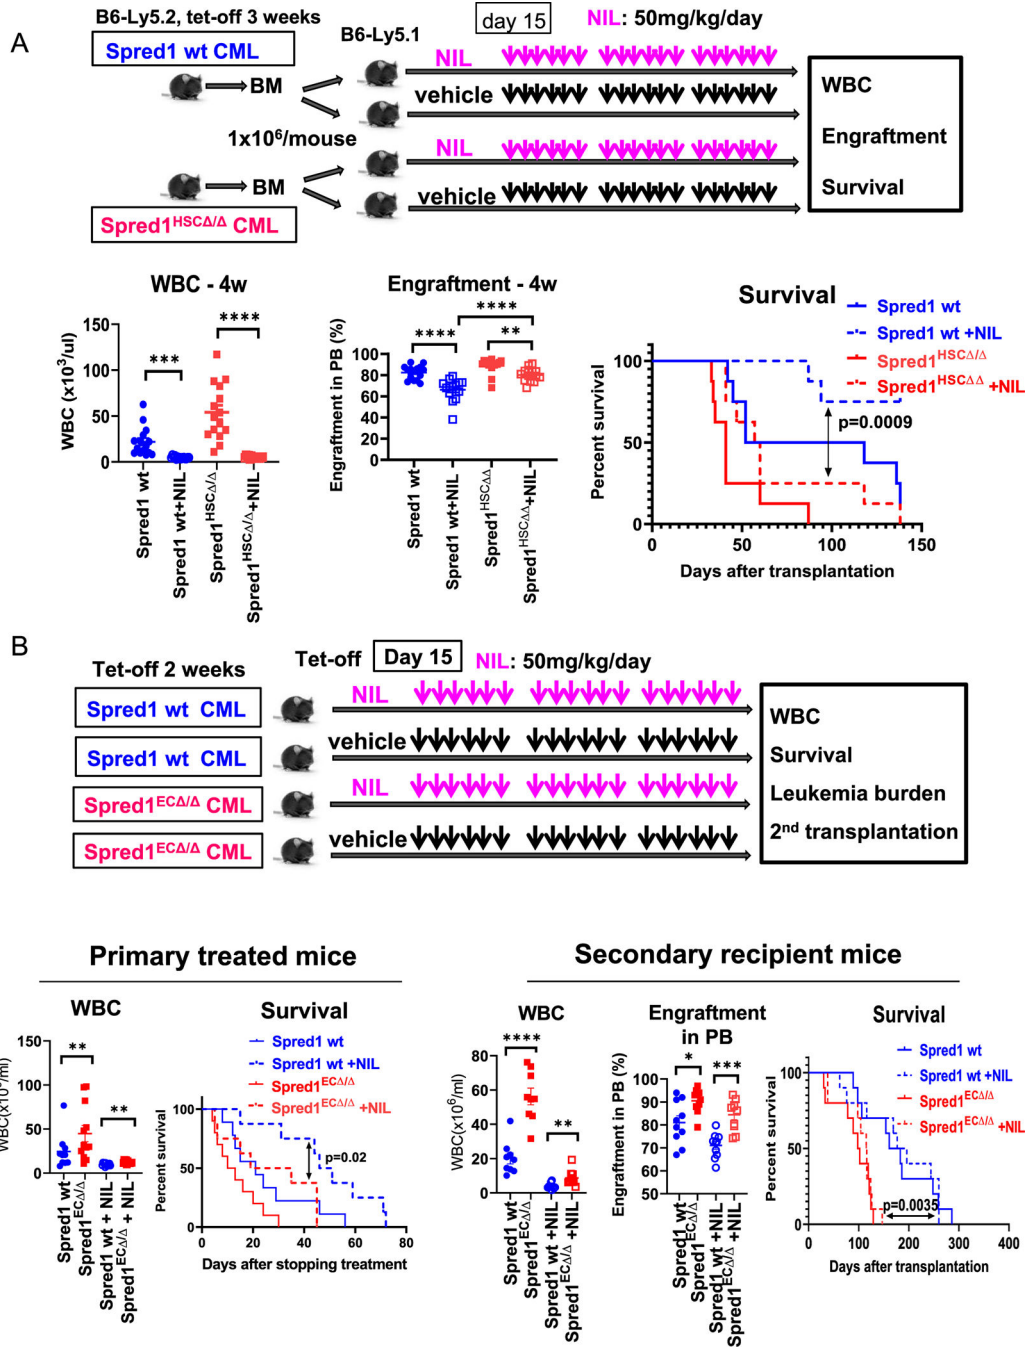 A
B6-Ly5.2, tet-off 3 weeks
Spred1 wt CML
BM
B6-Ly5.1
day 15
NIL: 50mg/kg/day
NIL
vehicle
1x10⁶/mouse
NIL
vehicle
BM
Spred1ᴴˢᶜΔ/Δ CML
WBC
Engraftment
Survival
WBC - 4w
WBC (x10³/ul)
150
100
50
0
***
****
Spred1 wt
Spred1 wt+NIL
Spred1ᴴˢᶜΔ/Δ
Spred1ᴴˢᶜΔ/Δ+NIL
Engraftment - 4w
Engraftment in PB (%)
100
80
60
40
20
0
****
****
**
Spred1 wt
Spred1 wt+NIL
Spred1ᴴˢᶜΔΔ
Spred1ᴴˢᶜΔΔ+NIL
Survival
Spred1 wt
Spred1 wt +NIL
Spred1ᴴˢᶜΔ/Δ
Spred1ᴴˢᶜΔΔ +NIL
p=0.0009
Percent survival
100
50
0
0 50 100 150
Days after transplantation
B
Tet-off 2 weeks
Spred1 wt CML
Spred1 wt CML
Spred1ᴱᶜΔ/Δ CML
Spred1ᴱᶜΔ/Δ CML
Tet-off
Day 15
NIL: 50mg/kg/day
NIL
vehicle
NIL
vehicle
WBC
Survival
Leukemia burden
2ⁿᵈ transplantation
Primary treated mice
WBC
150
100
50
0
**
**
Spred1 wt
Spred1ᴱᶜΔ/Δ
Spred1 wt + NIL
Spred1ᴱᶜΔ/Δ + NIL
Survival
Spred1 wt
Spred1 wt +NIL
Spred1ᴱᶜΔ/Δ
Spred1ᴱᶜΔ/Δ +NIL
p=0.02
Percent survival
100
50
0
0 20 40 60 80
Days after stopping treatment
Secondary recipient mice
WBC
WBC(x10⁶/ml)
80
60
40
20
0
****
**
Spred1 wt
Spred1ᴱᶜΔ/Δ
Spred1 wt +NIL
Spred1ᴱᶜΔ/Δ +NIL
Engraftment
in PB
Engraftment in PB (%)
100
90
80
70
60
50
*
***
Spred1 wt
Spred1ᴱᶜΔ/Δ
Spred1 wt +NIL
Spred1ᴱᶜΔ/Δ +NIL
Survival
Spred1 wt
Spred1 wt +NIL
Spred1ᴱᶜΔ/Δ
Spred1ᴱᶜΔ/Δ +NIL
p=0.0035
Percent survival
100
50
0
0 100 200 300 400
Days after transplantation